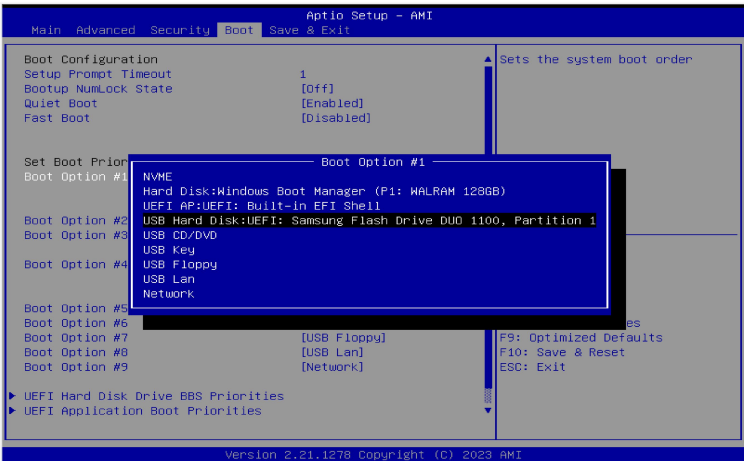 Aptio Setup – AMI
Main Advanced Security Boot Save & Exit
Boot Configuration
Setup Prompt Timeout 1
Bootup NumLock State [Off]
Quiet Boot [Enabled]
Fast Boot [Disabled]
Sets the system boot order
Set Boot Prior
Boot Option #1
Boot Option #2
Boot Option #3
Boot Option #4
Boot Option #5
Boot Option #6
Boot Option #7 [USB Floppy]
Boot Option #8 [USB Lan]
Boot Option #9 [Network]
UEFI Hard Disk Drive BBS Priorities
UEFI Application Boot Priorities
Boot Option #1
NVME
Hard Disk:Windows Boot Manager (P1: WALRAM 128GB)
UEFI AP:UEFI: Built-in EFI Shell
USB Hard Disk:UEFI: Samsung Flash Drive DUO 1100, Partition 1
USB CD/DVD
USB Key
USB Floppy
USB Lan
Network
es
F9: Optimized Defaults
F10: Save & Reset
ESC: Exit
Version 2.21.1278 Copyright (C) 2023 AMI